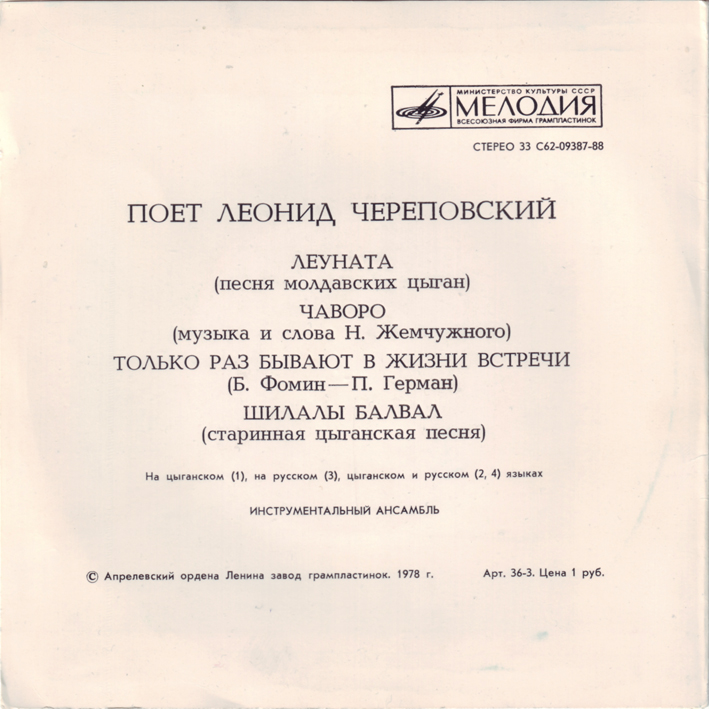 МИНИСТЕРСТВО КУЛЬТУРЫ СССР
МЕЛОДИЯ
ВСЕСОЮЗНАЯ ФИРМА ГРАМПЛАСТИНОК
СТЕРЕО 33 С62-09387-88
ПОЕТ ЛЕОНИД ЧЕРЕПОВСКИЙ
ЛЕУНАТА
(песня молдавских цыган)
ЧАВОРО
(музыка и слова Н. Жемчужного)
ТОЛЬКО РАЗ БЫВАЮТ В ЖИЗНИ ВСТРЕЧИ
(Б. Фомин—П. Герман)
ШИЛАЛЫ БАЛВАЛ
(старинная цыганская песня)
На цыганском (1), на русском (3), цыганском и русском (2, 4) языках
ИНСТРУМЕНТАЛЬНЫЙ АНСАМБЛЬ
© Апрелевский ордена Ленина завод грампластинок. 1978 г. Арт. 36-3. Цена 1 руб.